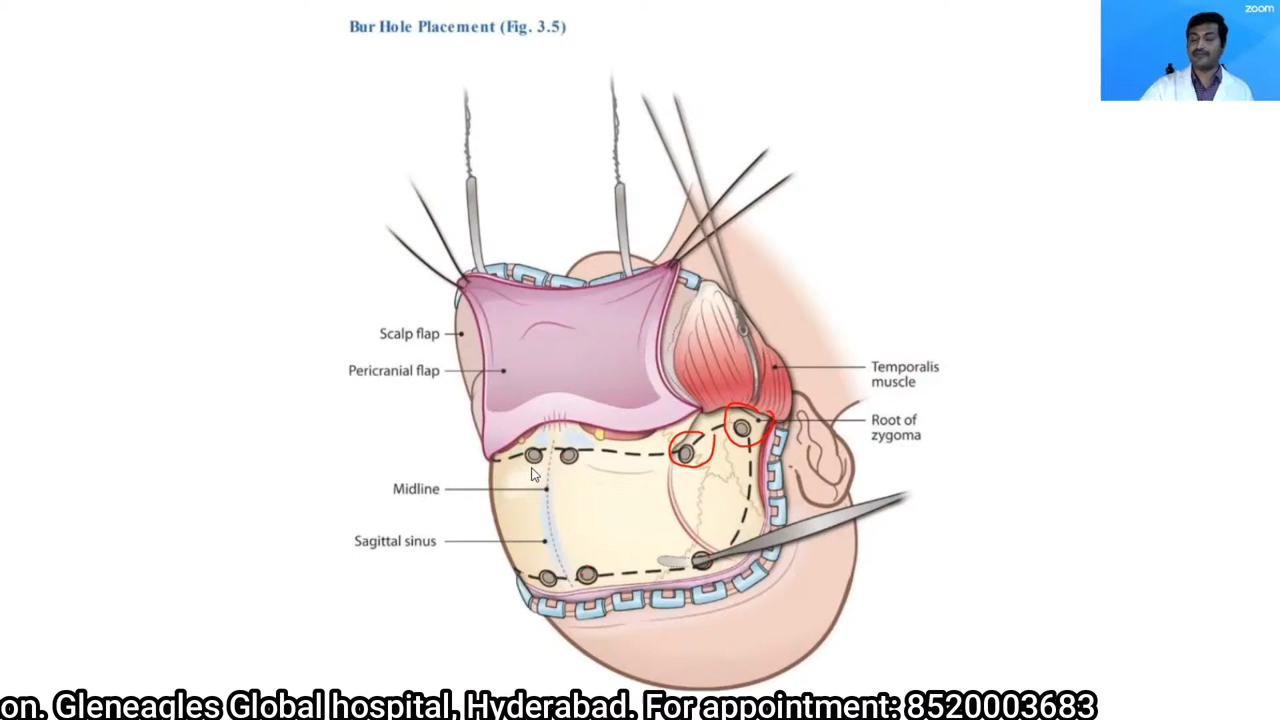 Bur Hole Placement (Fig. 3.5)
zoom
Scalp flap
Pericranial flap
Temporalis
muscle
Root of
zygoma
Midline
Sagittal sinus
on. Gleneagles Global hospital, Hyderabad. For appointment: 8520003683